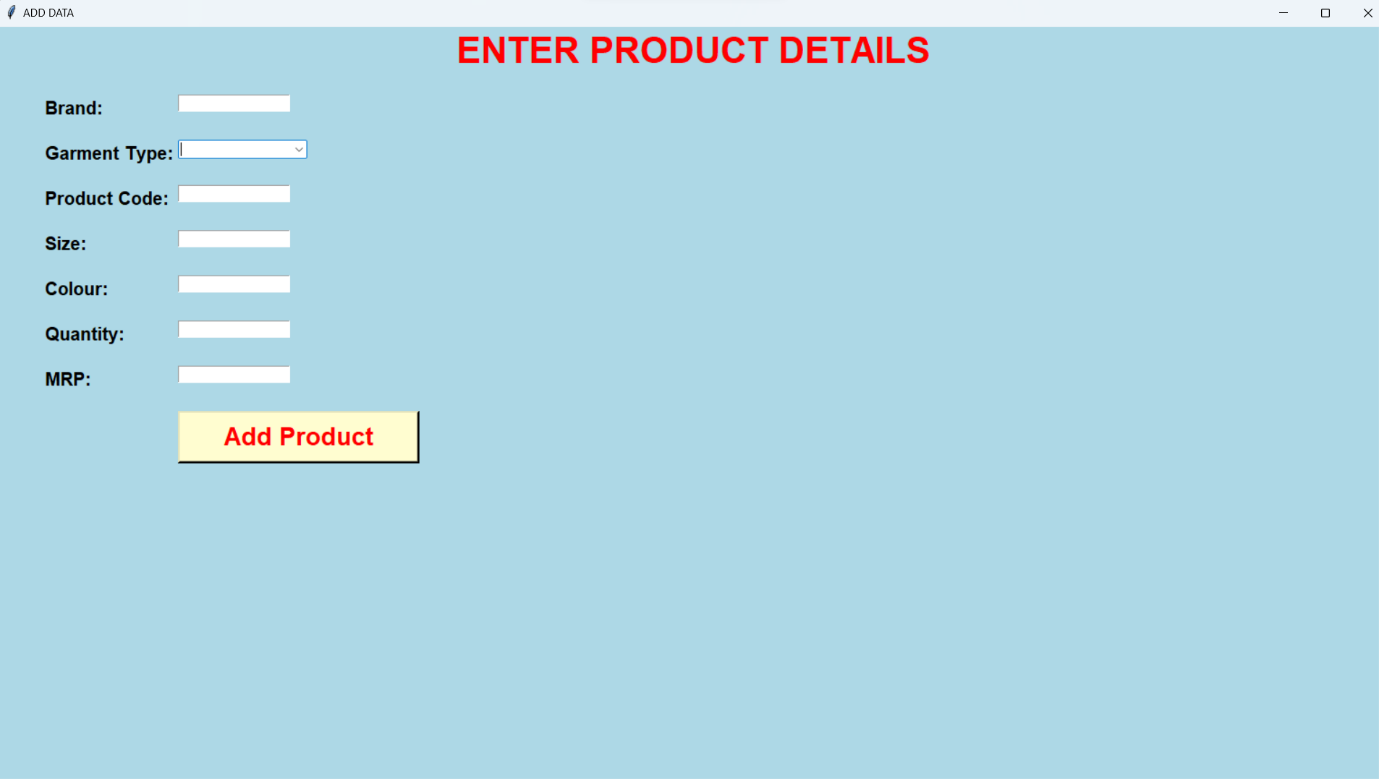 ADD DATA
ENTER PRODUCT DETAILS
Brand:
Garment Type:
Product Code:
Size:
Colour:
Quantity:
MRP:
Add Product